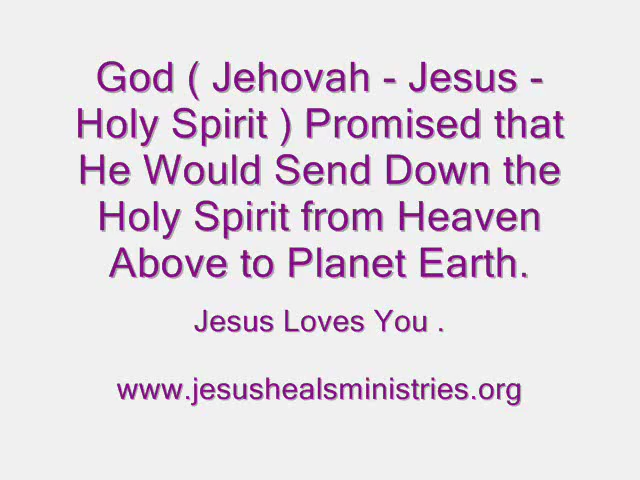 God ( Jehovah - Jesus -
Holy Spirit ) Promised that
He Would Send Down the
Holy Spirit from Heaven
Above to Planet Earth.
Jesus Loves You .
www.jesushealsministries.org